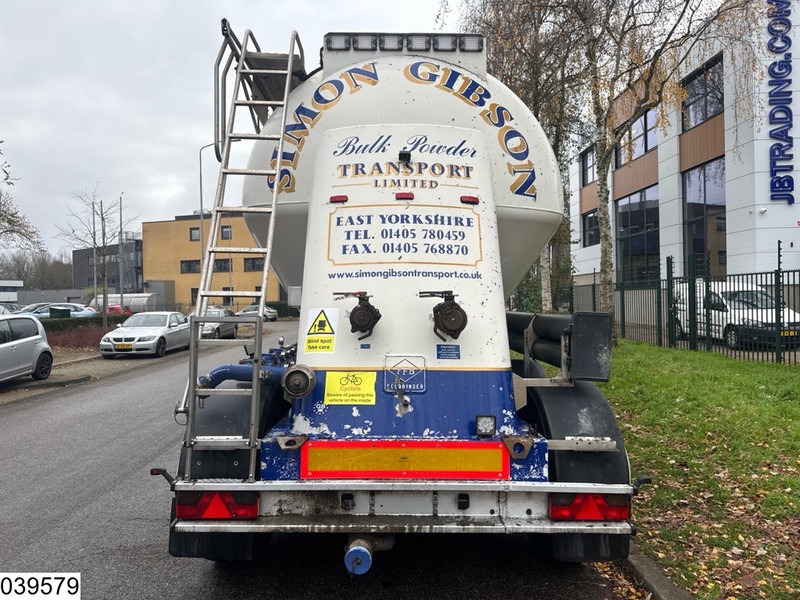 SIMON GIBSON
Bulk Powder
TRANSPORT
LIMITED
EAST YORKSHIRE
TEL. 01405 780459
FAX. 01405 768870
www.simongibsontransport.co.uk
Blind spot
Take care
Cyclists
Beware of passing the
vehicle on the inside
FELDBINDER
JBTRADING.COM
039579